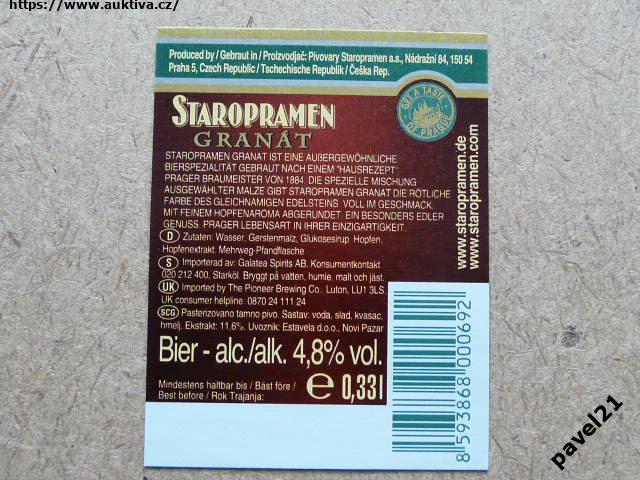 https://www.auktiva.cz/
Produced by / Gebraut in / Proizvodjač: Pivovary Staropramen a.s., Nádražní 84, 150 54
Praha 5, Czech Republic / Tschechische Republik / Češka Rep.
GET A TASTE
OF PRAGUE
STAROPRAMEN
GRANÁT
STAROPRAMEN GRANAT IST EINE AUßERGEWÖHNLICHE
BIERSPEZIALITÄT GEBRAUT NACH EINEM "HAUSREZEPT"
PRAGER BRAUMEISTER VON 1884. DIE SPEZIELLE MISCHUNG
AUSGEWÄHLTER MALZE GIBT STAROPRAMEN GRANAT DIE RÖTLICHE
FARBE DES GLEICHNAMIGEN EDELSTEINS. VOLL IM GESCHMACK,
MIT FEINEM HOPFENAROMA ABGERUNDET. EIN BESONDERS EDLER
GENUSS. PRAGER LEBENSART IN IHRER EINZIGARTIGKEIT.
D Zutaten: Wasser, Gerstenmalz, Glukosesirup, Hopfen,
Hopfenextrakt. Mehrweg-Pfandflasche
S Importerad av: Galatea Spirits AB, Konsumentkontakt
020 212 400. Starköl. Bryggt på vatten, humle, malt och jäst.
UK Imported by The Pioneer Brewing Co., Luton, LU1 3LS.
UK consumer helpline: 0870 24 111 24
SCG Pasterizovano tamno pivo. Sastav: voda, slad, kvasac,
hmelj. Ekstrakt: 11,6%. Uvoznik: Estavela d.o.o., Novi Pazar
Bier - alc./alk. 4,8% vol.
Mindestens haltbar bis / Bäst före /
Best before / Rok Trajanja:
e 0,33 l
www.staropramen.de
www.staropramen.com
8 593868 000692
pavel21